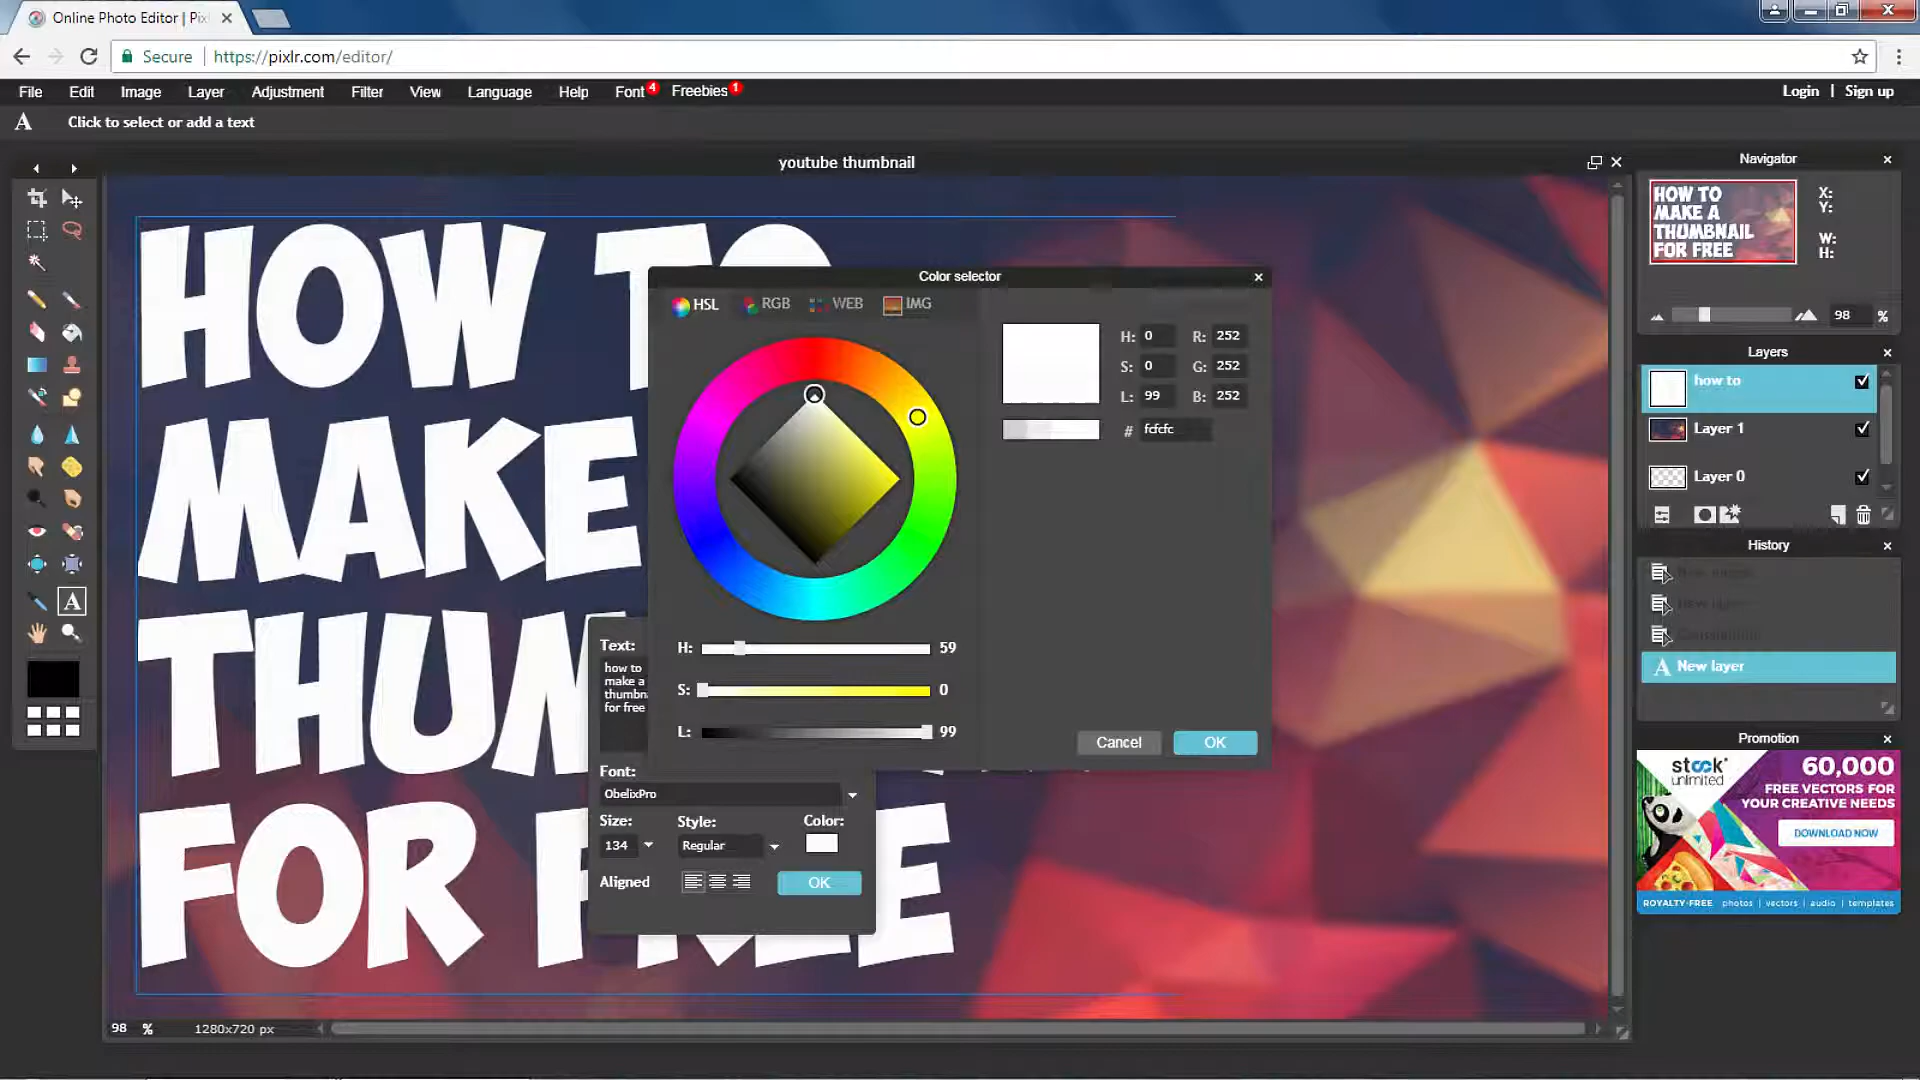 Online Photo Editor | Pix
Secure https://pixlr.com/editor/
File Edit Image Layer Adjustment Filter View Language Help Font 4 Freebies 1 Login | Sign up
A Click to select or add a text
youtube thumbnail
HOW TO
MAKE
THUM
FOR FREE
Color selector
HSL RGB WEB IMG
H: 0 R: 252
S: 0 G: 252
L: 99 B: 252
# fcfcfc
H: 59
S: 0
L: 99
Cancel OK
Text:
how to
make a
thumbn
for free
Font:
ObelixPro
Size: Style: Color:
134 Regular
Aligned OK
98 % 1280x720 px
Navigator
HOW TO
MAKE A
THUMBNAIL
FOR FREE
X:
Y:
W:
H:
98 %
Layers
how to
Layer 1
Layer 0
History
New layer
A New layer
Promotion
stock
unlimited
60,000
FREE VECTORS FOR
YOUR CREATIVE NEEDS
DOWNLOAD NOW
ROYALTY-FREE photos | vectors | audio | templates